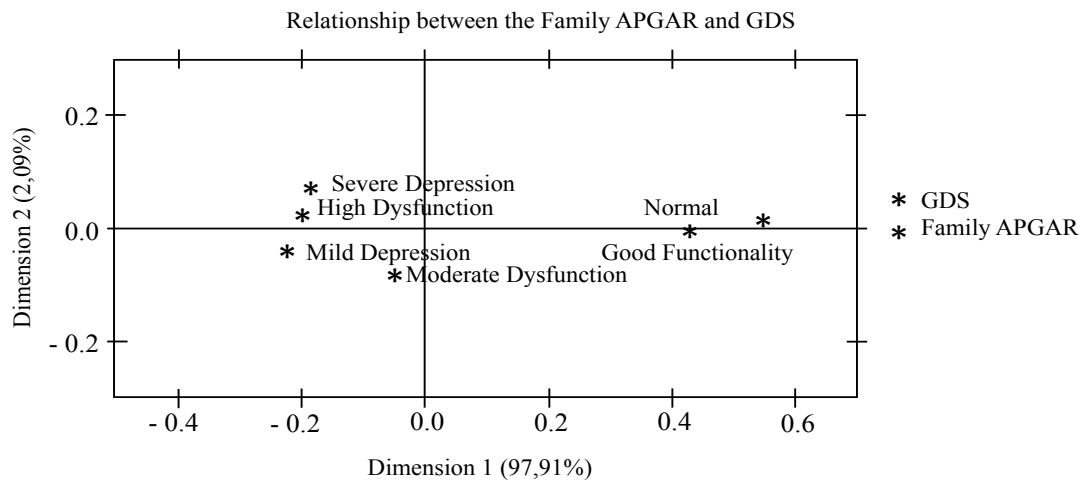 Relationship between the Family APGAR and GDS
Dimension 2 (2,09%)
0.2
0.0
- 0.2
Severe Depression
High Dysfunction
Mild Depression
Moderate Dysfunction
Normal
Good Functionality
* GDS
* Family APGAR
- 0.4 - 0.2 0.0 0.2 0.4 0.6
Dimension 1 (97,91%)